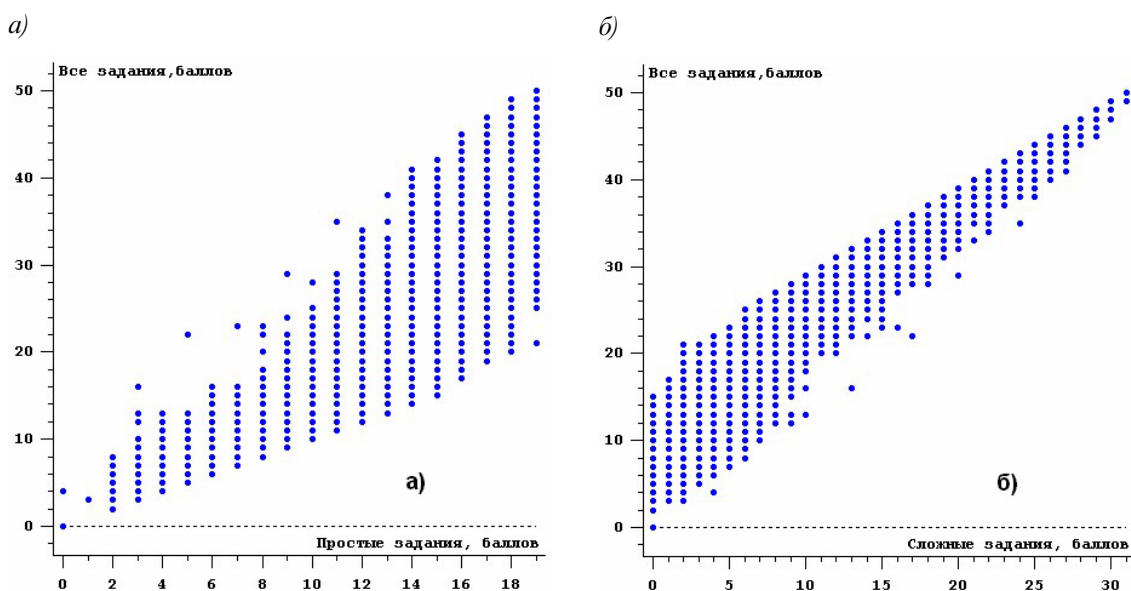 а) б)
Все задания,баллов Все задания,баллов
50 50
40 40
30 30
20 20
10 10
а) б)
0 0
Простые задания, баллов Сложные задания, баллов
0 2 4 6 8 10 12 14 16 18 0 5 10 15 20 25 30